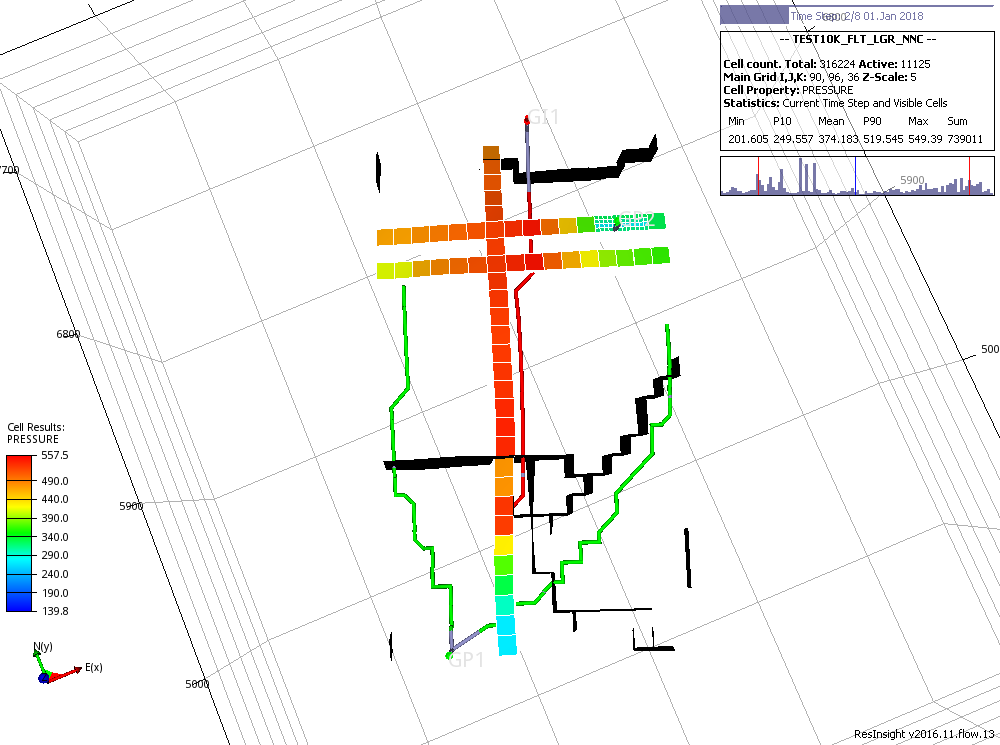 Time Step: 2/8 01.Jan 2018
-- TEST10K_FLT_LGR_NNC --
Cell count. Total: 316224 Active: 11125
Main Grid I,J,K: 90, 96, 36 Z-Scale: 5
Cell Property: PRESSURE
Statistics: Current Time Step and Visible Cells
Min P10 Mean P90 Max Sum
201.605 249.557 374.183 519.545 549.39 739011
5900
GI1
7700
6800
500
Cell Results:
PRESSURE
557.5
490.0
440.0
390.0
340.0
290.0
240.0
190.0
139.8
5900
GP1
N(y)
E(x)
5000
ResInsight v2016.11.flow.13